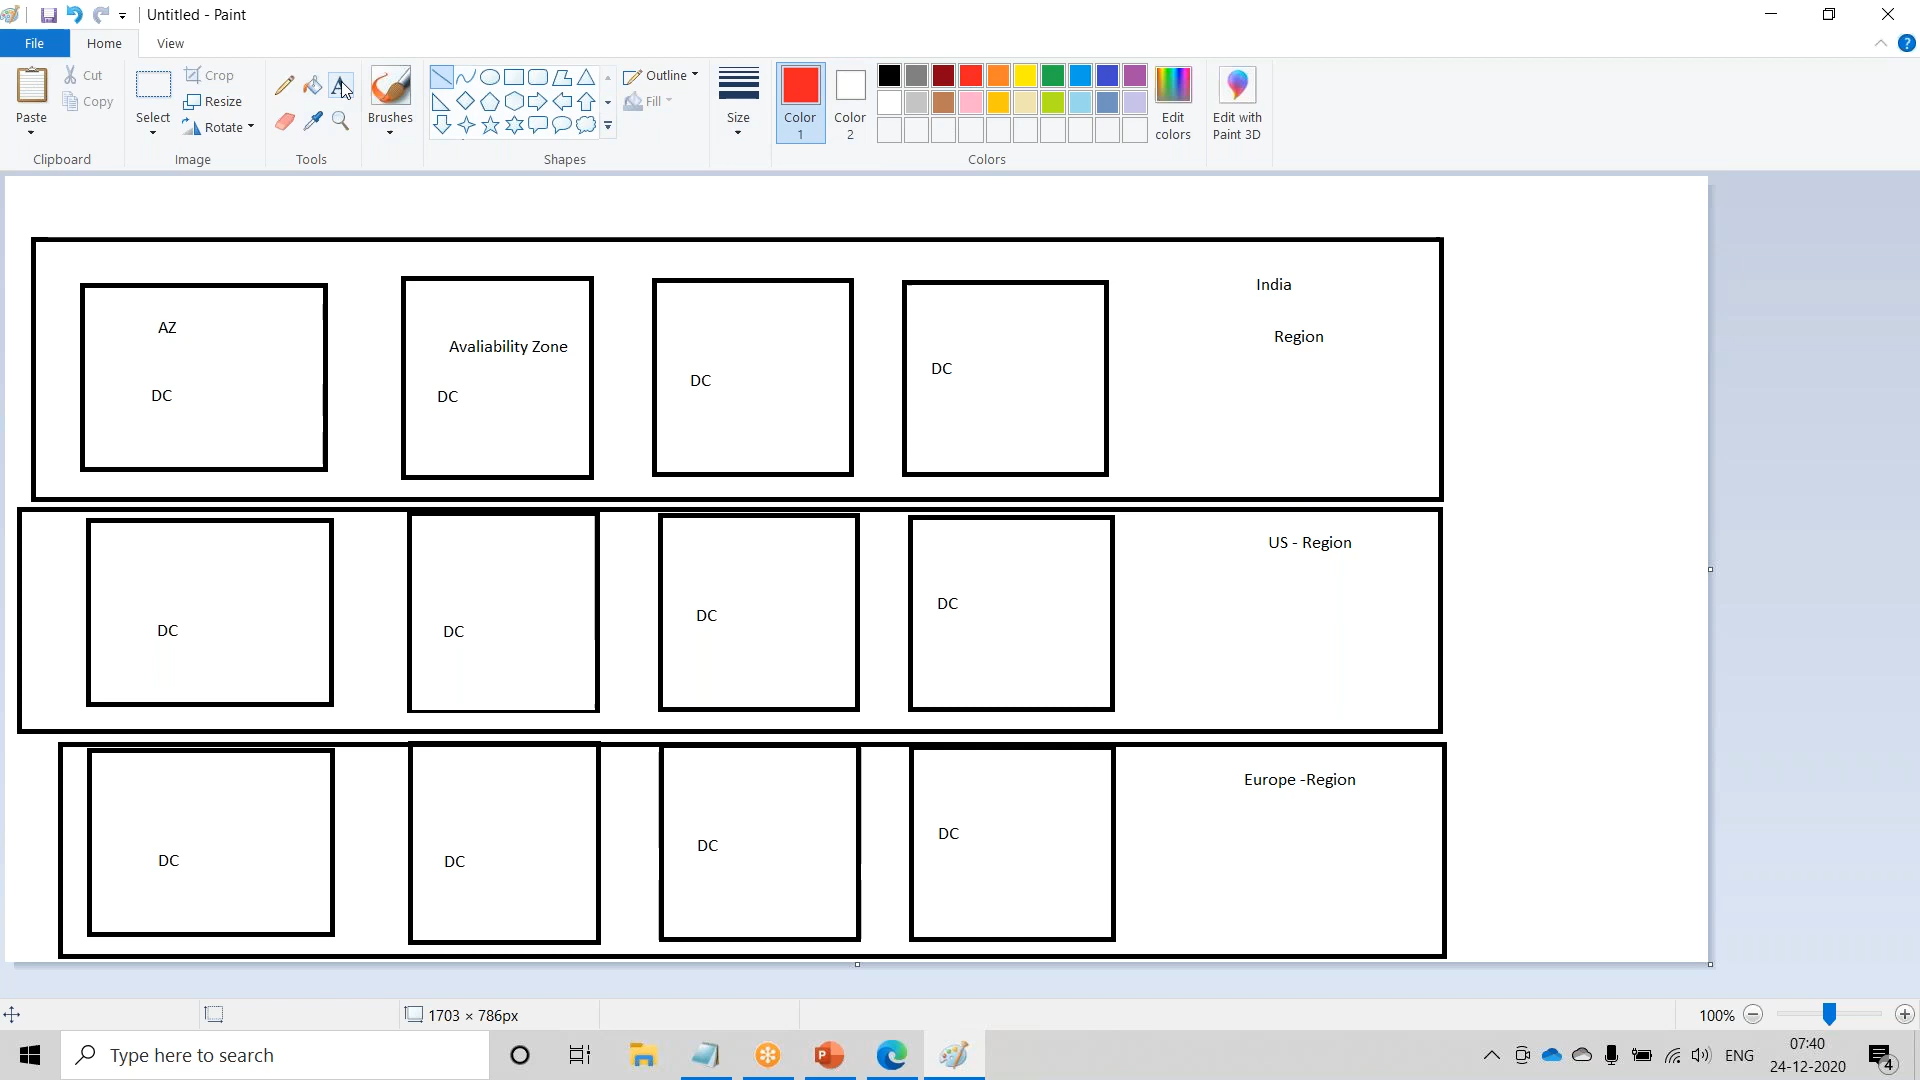 Untitled - Paint
File
Home
View
Paste
Cut
Copy
Clipboard
Select
Crop
Resize
Rotate
Image
A
Tools
Brushes
Outline
Fill
Shapes
Size
Color
1
Color
2
Colors
Edit
colors
Edit with
Paint 3D
India
Region
AZ
DC
Avaliability Zone
DC
DC
DC
US - Region
DC
DC
DC
DC
Europe -Region
DC
DC
DC
DC
1703 × 786px
100%
Type here to search
ENG
07:40
24-12-2020
4